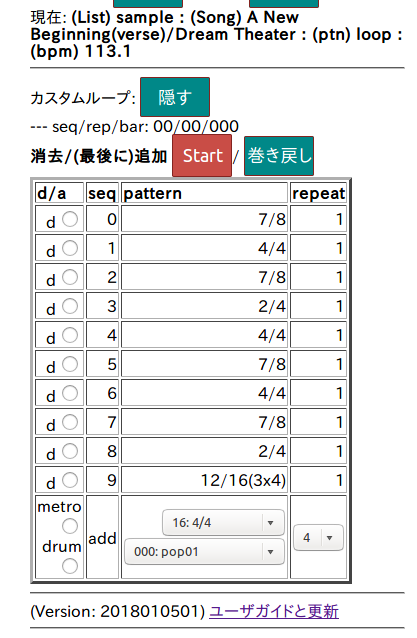 現在: (List) sample : (Song) A New
Beginning(verse)/Dream Theater : (ptn) loop :
(bpm) 113.1
カスタムループ: 隠す
--- seq/rep/bar: 00/00/000
消去/(最後に)追加 Start / 巻き戻し
d/a seq pattern repeat
d 0 7/8 1
d 1 4/4 1
d 2 7/8 1
d 3 2/4 1
d 4 4/4 1
d 5 7/8 1
d 6 4/4 1
d 7 7/8 1
d 8 2/4 1
d 9 12/16(3x4) 1
metro
drum
add
16: 4/4
000: pop01
4
(Version: 2018010501) ユーザガイドと更新